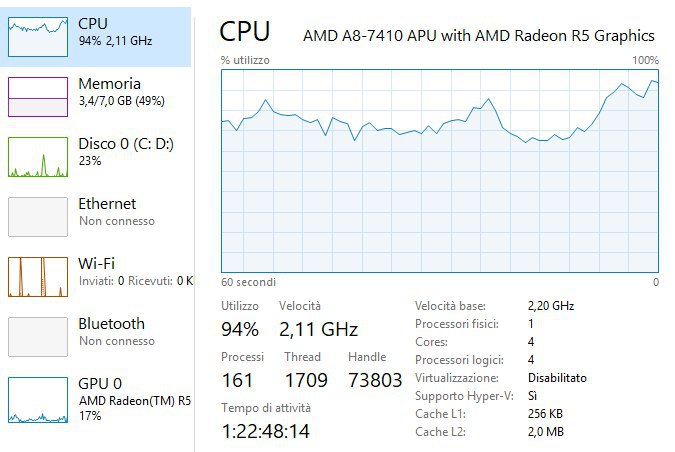 CPU
94% 2,11 GHz
Memoria
3,4/7,0 GB (49%)
Disco 0 (C: D:)
23%
Ethernet
Non connesso
Wi-Fi
Inviati: 0 Ricevuti: 0 K
Bluetooth
Non connesso
GPU 0
AMD Radeon(TM) R5
17%
CPU AMD A8-7410 APU with AMD Radeon R5 Graphics
% utilizzo 100%
60 secondi 0
Utilizzo Velocità
94% 2,11 GHz
Processi Thread Handle
161 1709 73803
Tempo di attività
1:22:48:14
Velocità base: 2,20 GHz
Processori fisici: 1
Cores: 4
Processori logici: 4
Virtualizzazione: Disabilitato
Supporto Hyper-V: Sì
Cache L1: 256 KB
Cache L2: 2,0 MB